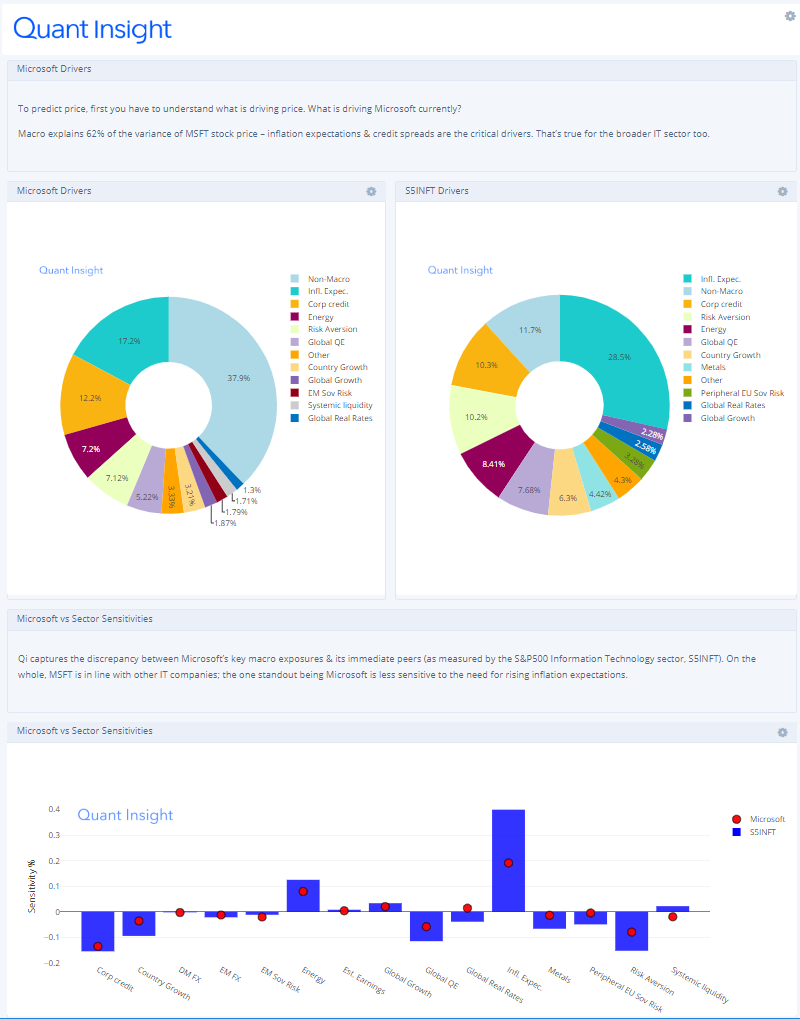 Quant Insight
Microsoft Drivers
To predict price, first you have to understand what is driving price. What is driving Microsoft currently?
Macro explains 62% of the variance of MSFT stock price – inflation expectations & credit spreads are the critical drivers. That's true for the broader IT sector too.
Microsoft Drivers
Quant Insight
Non-Macro
Infl. Expec.
Corp credit
Energy
Risk Aversion
Global QE
Other
Country Growth
Global Growth
EM Sov Risk
Systemic liquidity
Global Real Rates
37.9%
17.2%
12.2%
7.2%
7.12%
5.22%
3.33%
3.21%
1.87%
1.79%
1.71%
1.3%
S5INFT Drivers
Quant Insight
Infl. Expec.
Non-Macro
Corp credit
Risk Aversion
Energy
Global QE
Country Growth
Metals
Other
Peripheral EU Sov Risk
Global Real Rates
Global Growth
28.5%
11.7%
10.3%
10.2%
8.41%
7.68%
6.3%
4.42%
4.3%
3.28%
2.58%
2.28%
Microsoft vs Sector Sensitivities
Qi captures the discrepancy between Microsoft's key macro exposures & its immediate peers (as measured by the S&P500 Information Technology sector, S5INFT). On the
whole, MSFT is in line with other IT companies; the one standout being Microsoft is less sensitive to the need for rising inflation expectations.
Microsoft vs Sector Sensitivities
Quant Insight
Microsoft
S5INFT
Sensitivity %
0.4
0.3
0.2
0.1
0
−0.1
−0.2
Corp credit
Country Growth
DM FX
EM FX
EM Sov Risk
Energy
Est. Earnings
Global Growth
Global QE
Global Real Rates
Infl. Expec.
Metals
Peripheral EU Sov Risk
Risk Aversion
Systemic liquidity